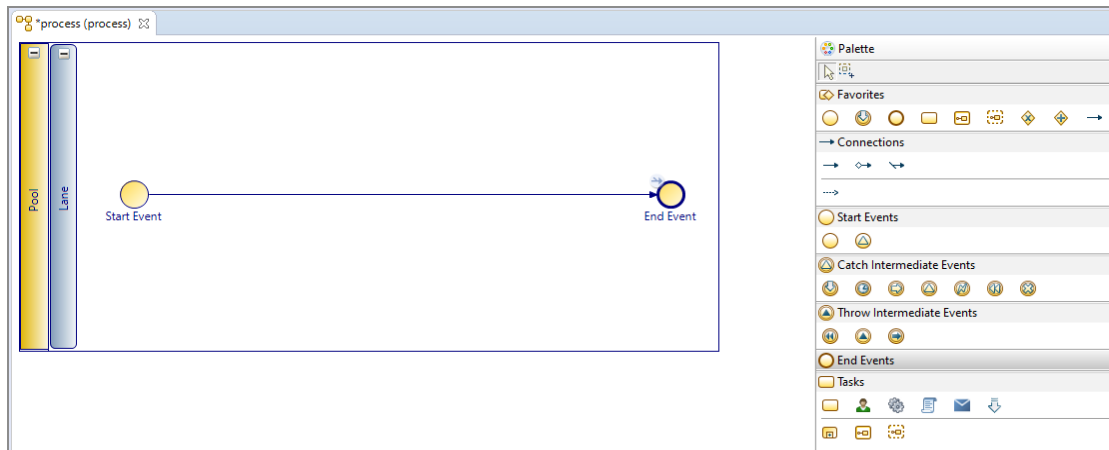 *process (process)
Palette
Favorites
Connections
Pool
Lane
Start Event
End Event
Start Events
Catch Intermediate Events
Throw Intermediate Events
End Events
Tasks